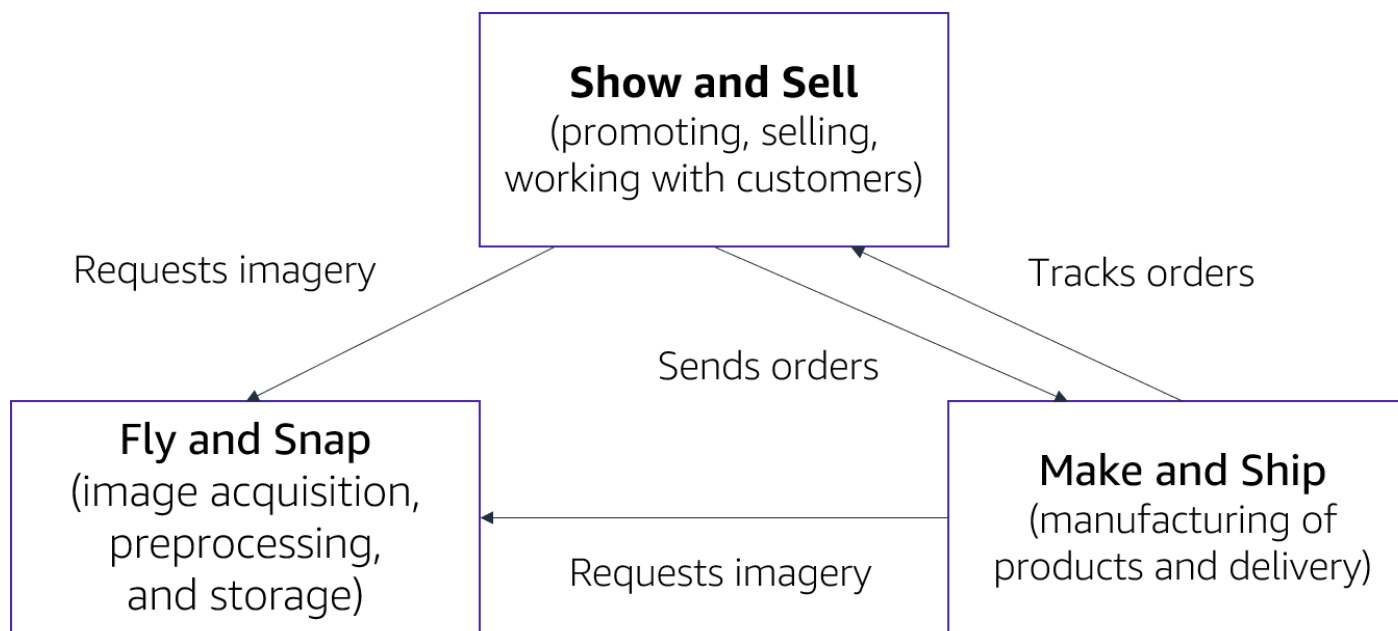 Show and Sell
(promoting, selling,
working with customers)
Requests imagery
Tracks orders
Sends orders
Fly and Snap
(image acquisition,
preprocessing,
and storage)
Make and Ship
(manufacturing of
products and delivery)
Requests imagery